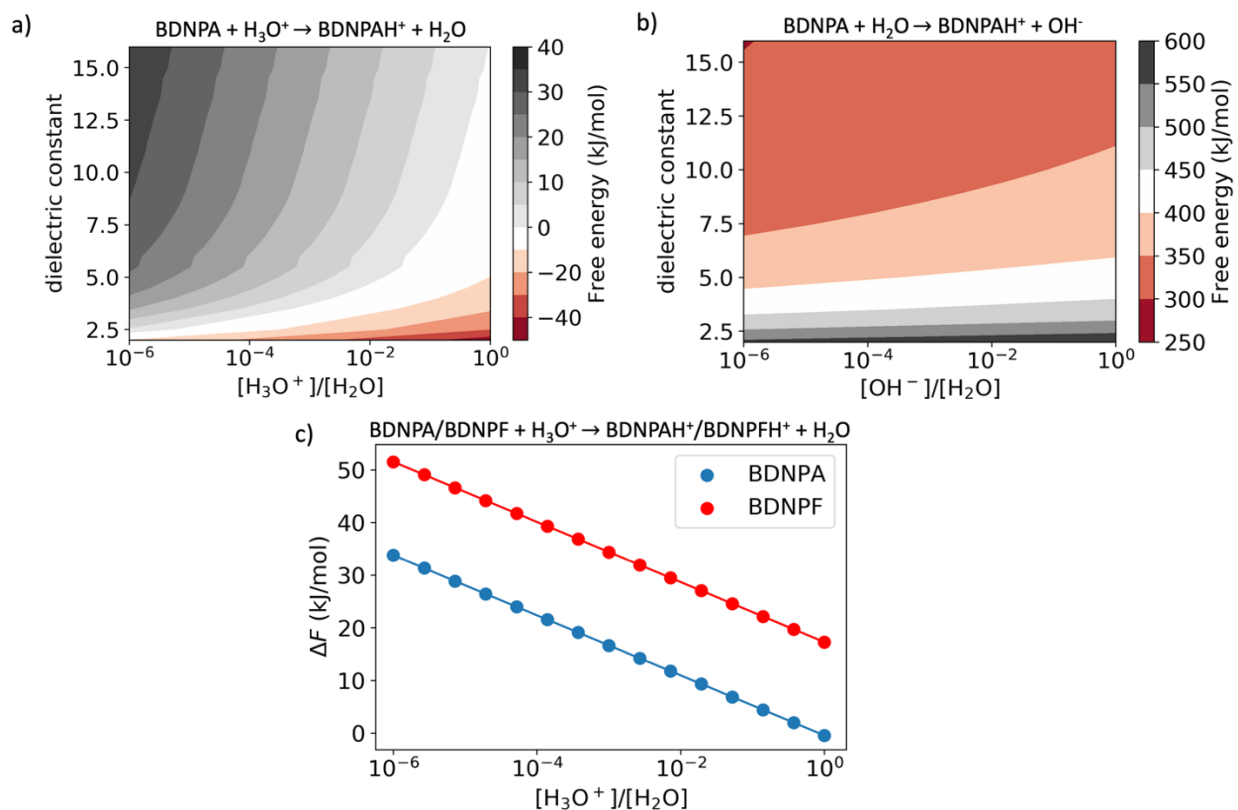 a)
BDNPA + H₃O⁺ → BDNPAH⁺ + H₂O
dielectric constant
15.0
12.5
10.0
7.5
5.0
2.5
10⁻⁶
10⁻⁴
10⁻²
10⁰
[H₃O⁺]/[H₂O]
40
30
20
10
0
−20
−40
Free energy (kJ/mol)
b)
BDNPA + H₂O → BDNPAH⁺ + OH⁻
dielectric constant
15.0
12.5
10.0
7.5
5.0
2.5
10⁻⁶
10⁻⁴
10⁻²
10⁰
[OH⁻]/[H₂O]
600
550
500
450
400
350
300
250
Free energy (kJ/mol)
c)
BDNPA/BDNPF + H₃O⁺ → BDNPAH⁺/BDNPFH⁺ + H₂O
ΔF (kJ/mol)
50
40
30
20
10
0
BDNPA
BDNPF
10⁻⁶
10⁻⁴
10⁻²
10⁰
[H₃O⁺]/[H₂O]